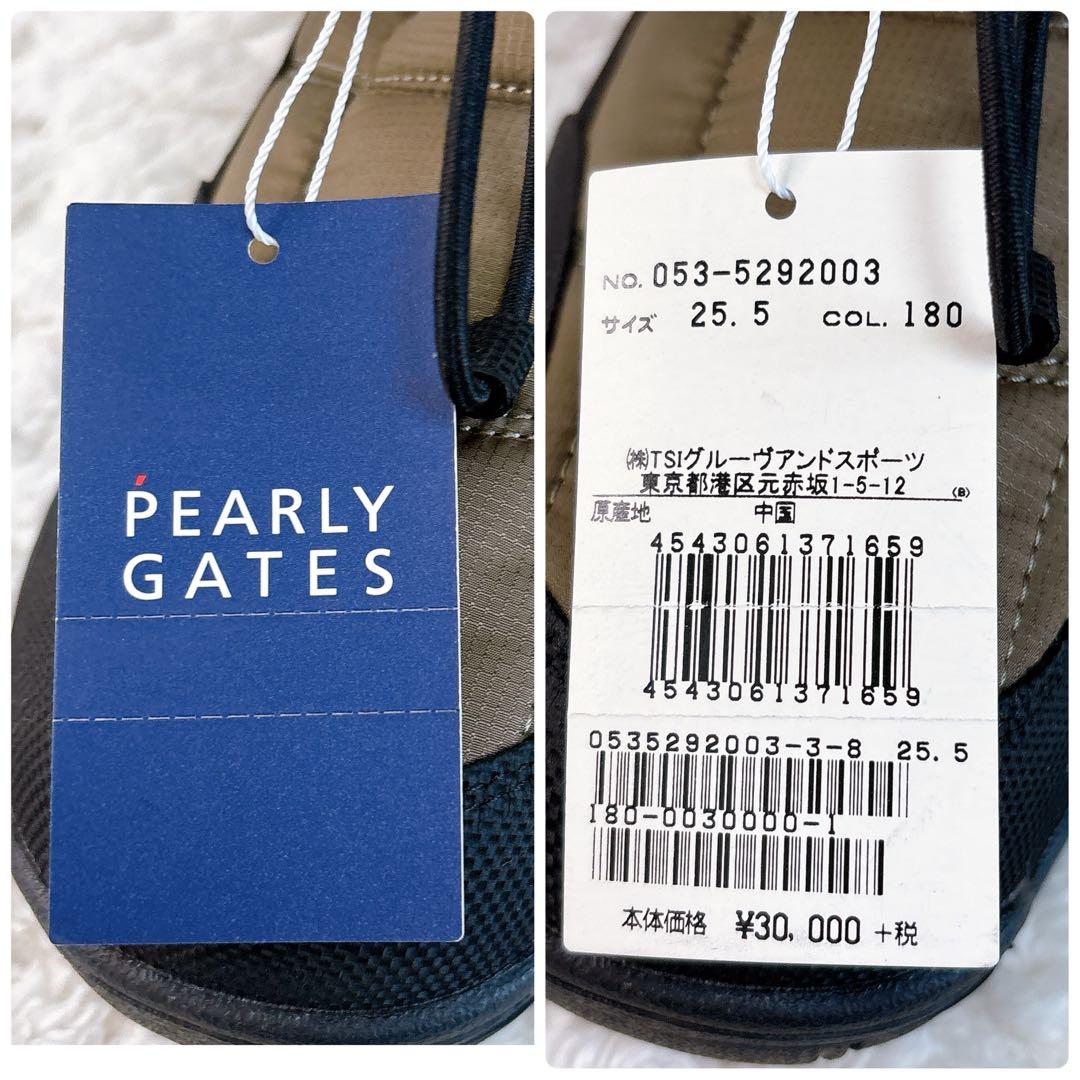 PEARLY
GATES
NO. 053-5292003
サイズ 25.5 COL. 180
㈱TSIグルーヴアンドスポーツ
東京都港区元赤坂1-5-12 (B)
原産地 中国
4543061371659
4543061371659
0535292003-3-8 25.5
180-0030000-1
本体価格 ¥30,000 +税